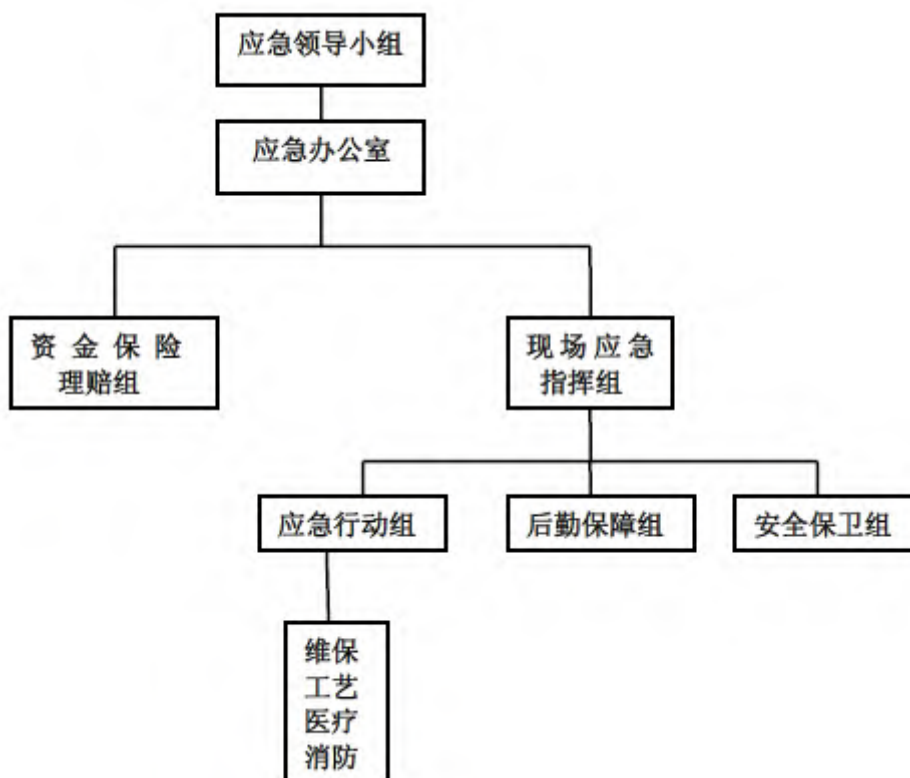 应急领导小组
应急办公室
资金保险
理赔组
现场应急
指挥组
应急行动组
后勤保障组
安全保卫组
维保
工艺
医疗
消防